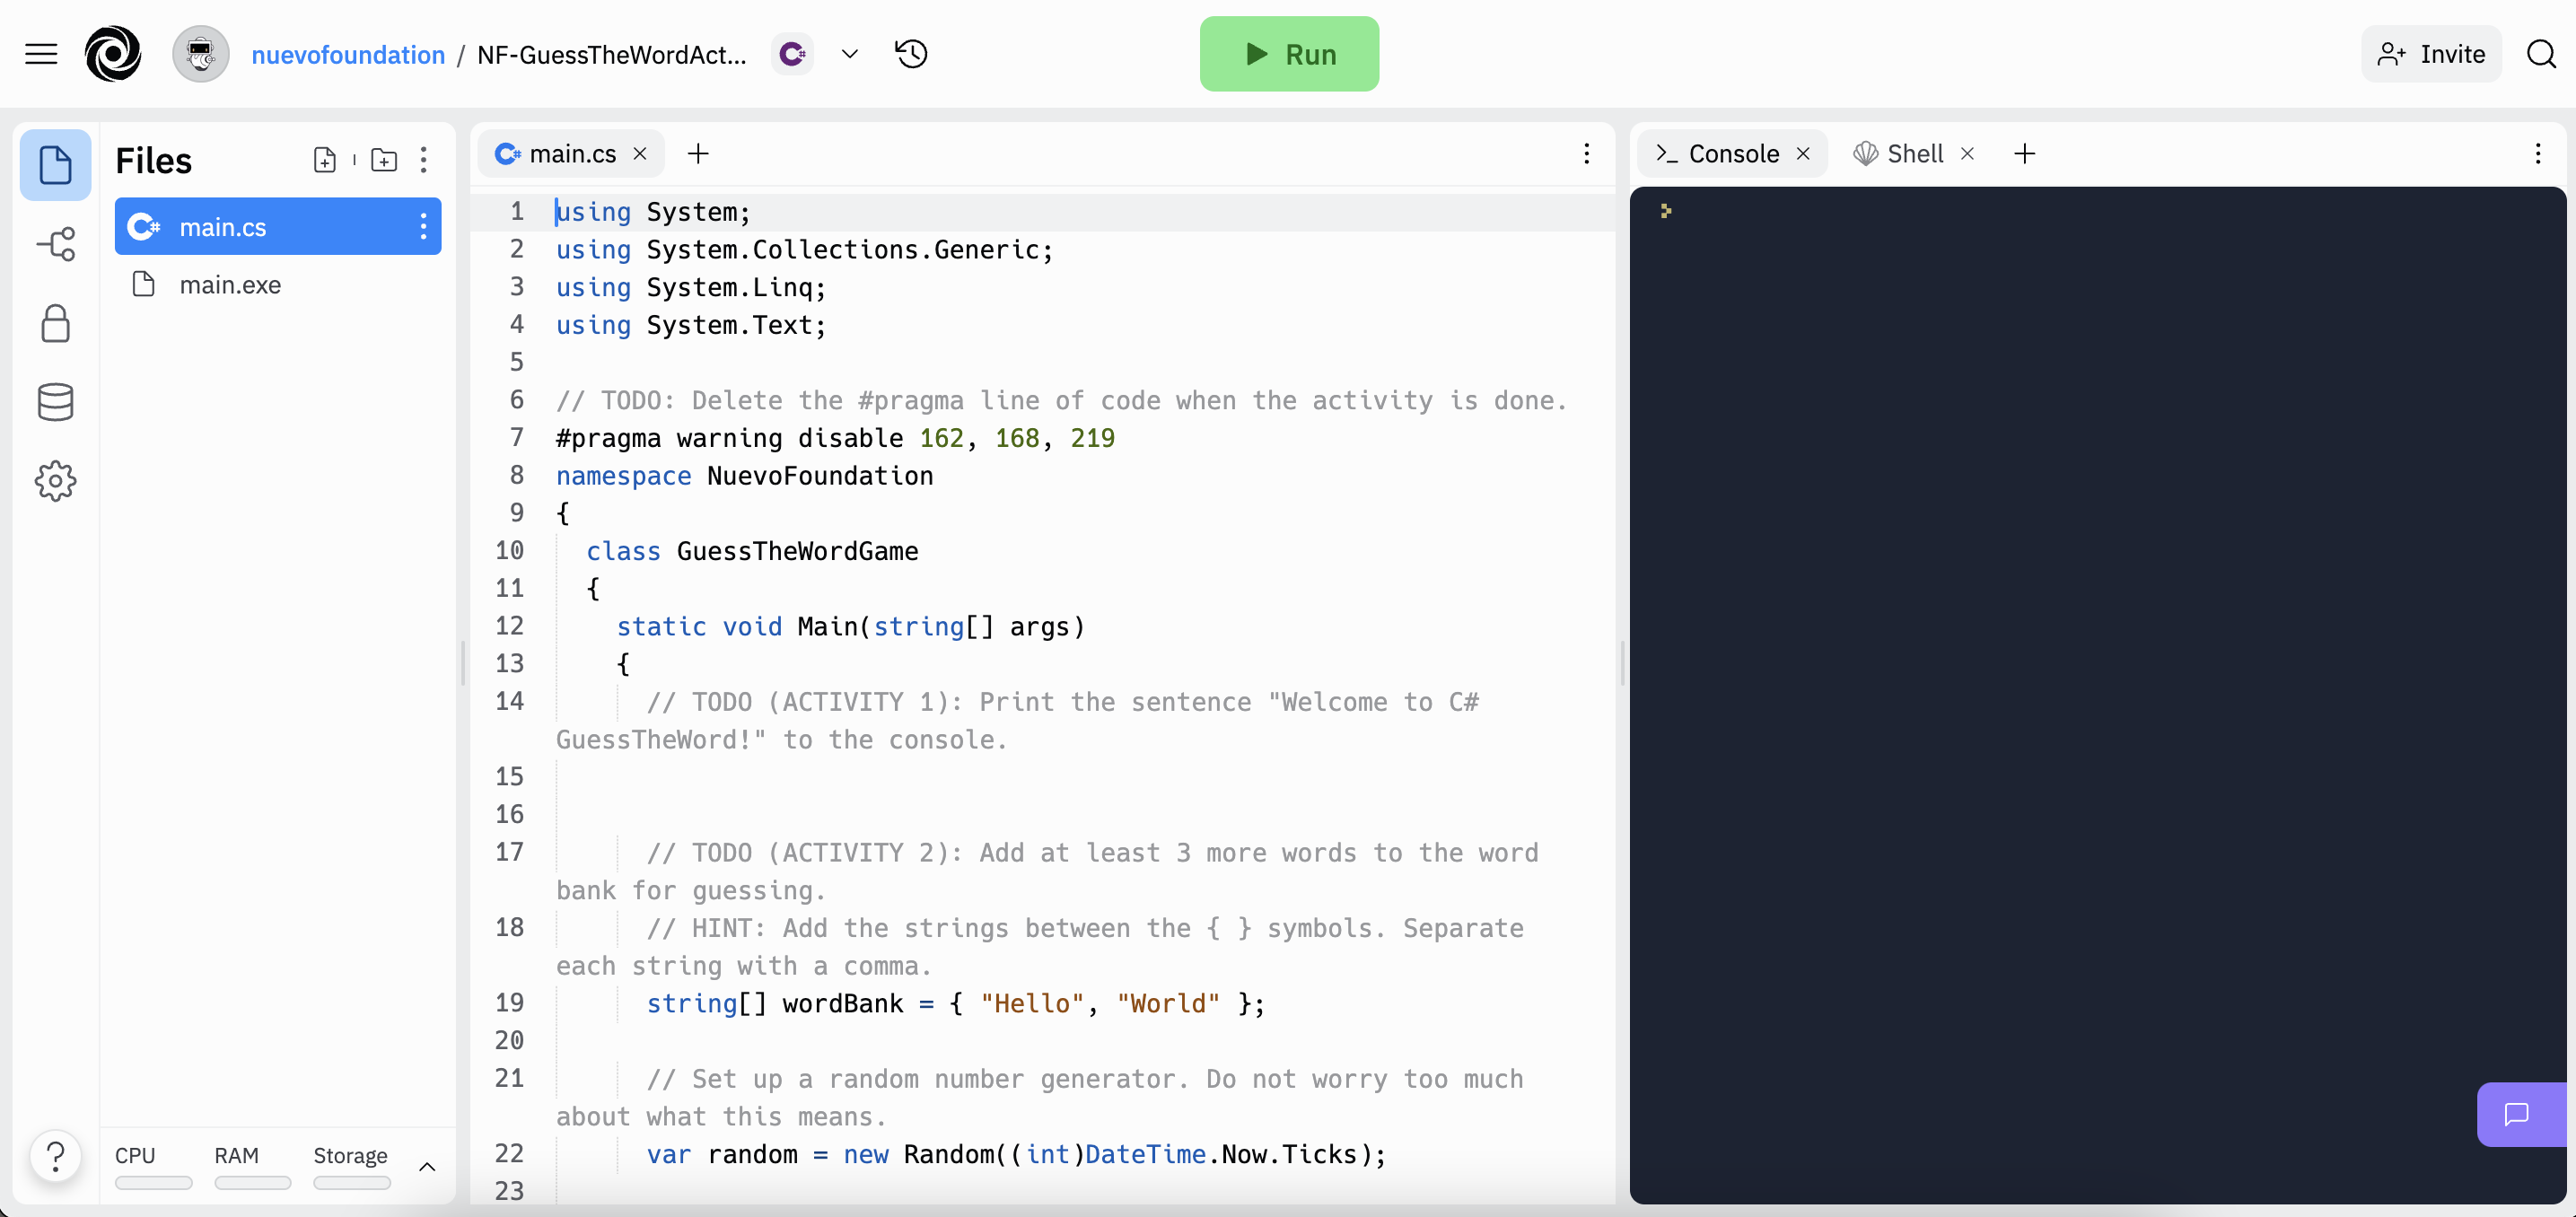 nuevofoundation / NF-GuessTheWordAct...
Run
Invite
Files
main.cs
main.exe
CPU RAM Storage
main.cs
1 using System;
2 using System.Collections.Generic;
3 using System.Linq;
4 using System.Text;
5
6 // TODO: Delete the #pragma line of code when the activity is done.
7 #pragma warning disable 162, 168, 219
8 namespace NuevoFoundation
9 {
10 class GuessTheWordGame
11 {
12 static void Main(string[] args)
13 {
14 // TODO (ACTIVITY 1): Print the sentence "Welcome to C#
GuessTheWord!" to the console.
15
16
17 // TODO (ACTIVITY 2): Add at least 3 more words to the word
bank for guessing.
18 // HINT: Add the strings between the { } symbols. Separate
each string with a comma.
19 string[] wordBank = { "Hello", "World" };
20
21 // Set up a random number generator. Do not worry too much
about what this means.
22 var random = new Random((int)DateTime.Now.Ticks);
23
Console
Shell